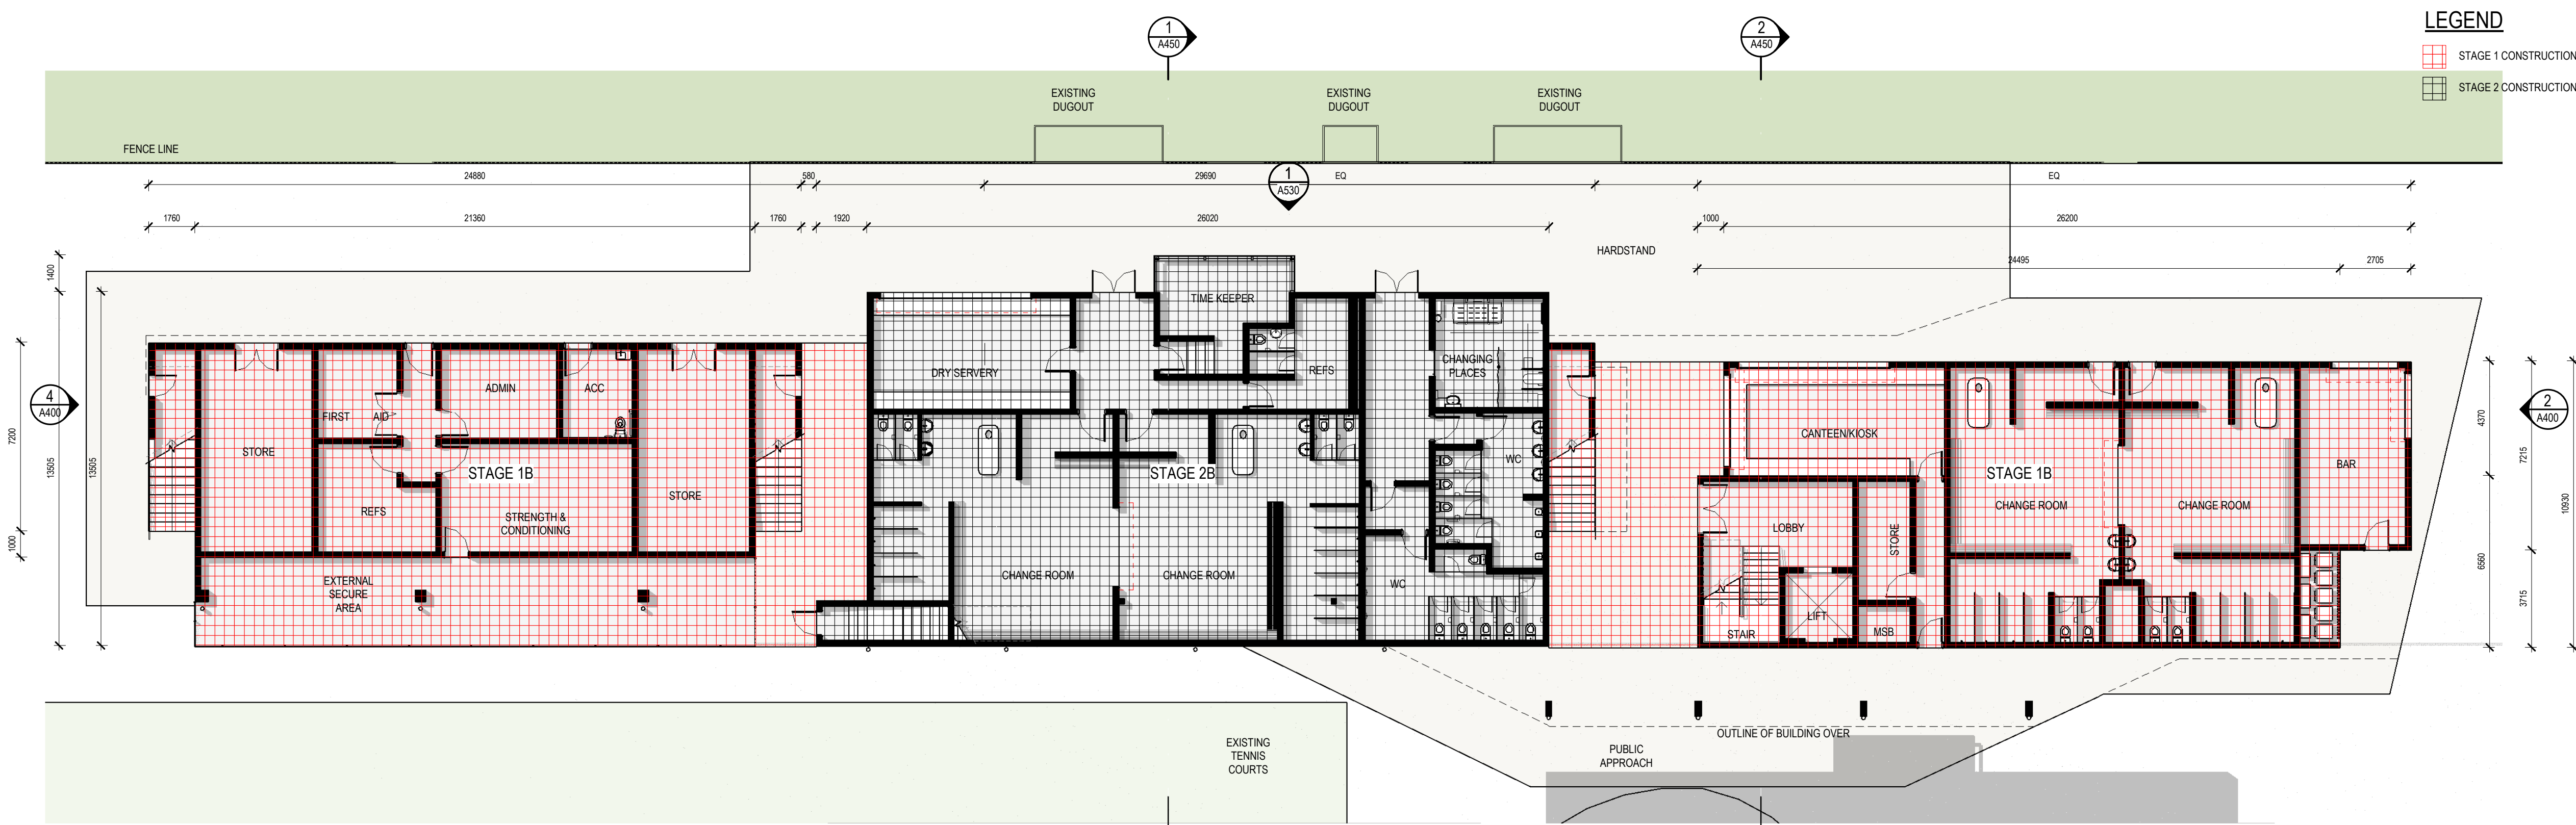 LEGEND
STAGE 1 CONSTRUCTION
STAGE 2 CONSTRUCTION
1
A450
2
A450
EXISTING
DUGOUT
EXISTING
DUGOUT
EXISTING
DUGOUT
FENCE LINE
24880
580
29690
EQ
EQ
1
A530
1760
21360
1760
1920
26020
1000
26200
HARDSTAND
24495
2705
1400
13505
13505
7200
1000
4
A400
2
A400
4370
6560
7215
3715
10930
TIME KEEPER
DRY SERVERY
REFS
CHANGING
PLACES
STORE
FIRST AID
ADMIN
ACC
STORE
REFS
STAGE 1B
STRENGTH &
CONDITIONING
EXTERNAL
SECURE
AREA
STAGE 2B
CHANGE ROOM
CHANGE ROOM
WC
WC
CANTEEN/KIOSK
STAGE 1B
CHANGE ROOM
CHANGE ROOM
BAR
LOBBY
STORE
STAIR
LIFT
MSB
OUTLINE OF BUILDING OVER
PUBLIC
APPROACH
EXISTING
TENNIS
COURTS